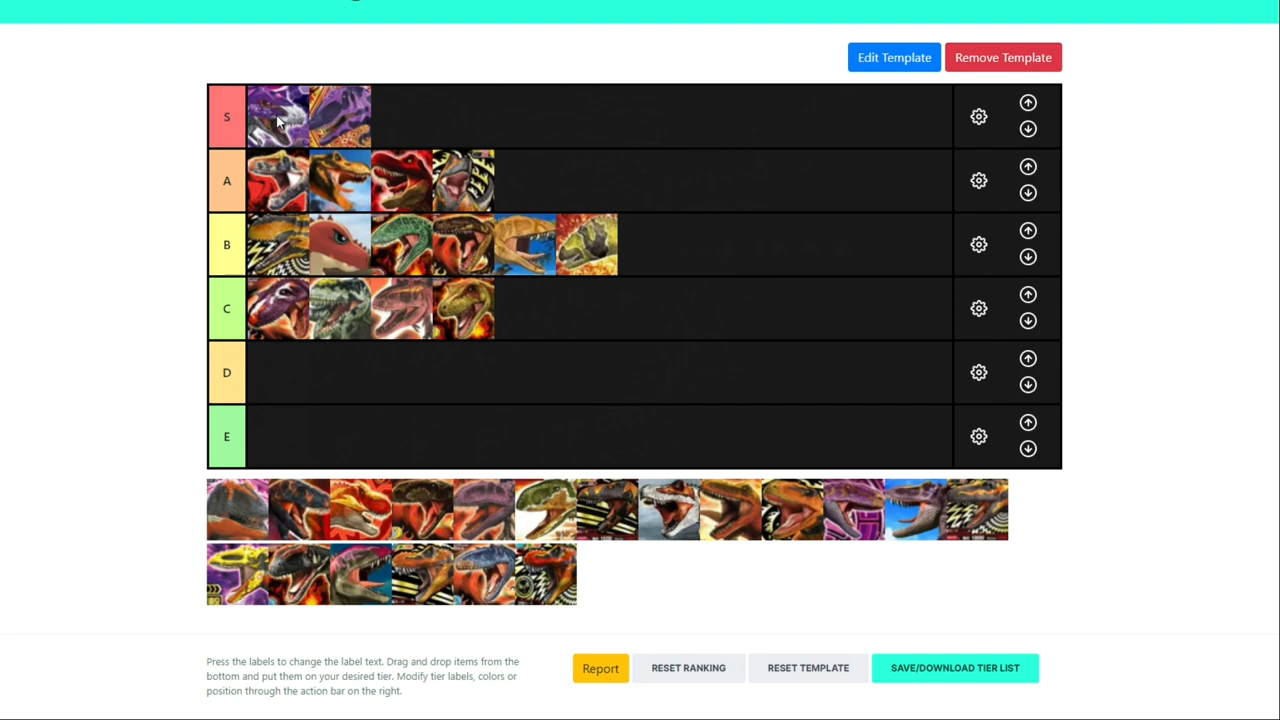 Edit Template Remove Template
S
A
B
C
D
E
Press the labels to change the label text. Drag and drop items from the
bottom and put them on your desired tier. Modify tier labels, colors or
position through the action bar on the right.
Report RESET RANKING RESET TEMPLATE SAVE/DOWNLOAD TIER LIST